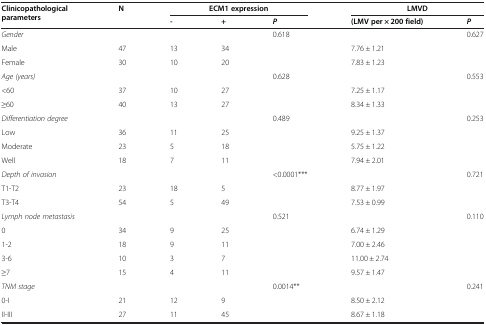 Clinicopathological parameters N ECM1 expression LMVD
- + P (LMV per × 200 field) P
Gender 0.618 0.627
Male 47 13 34 7.76 ± 1.21
Female 30 10 20 7.83 ± 1.23
Age (years) 0.628 0.553
<60 37 10 27 7.25 ± 1.17
≥60 40 13 27 8.34 ± 1.33
Differentiation degree 0.489 0.253
Low 36 11 25 9.25 ± 1.37
Moderate 23 5 18 5.75 ± 1.22
Well 18 7 11 7.94 ± 2.01
Depth of invasion <0.0001*** 0.721
T1-T2 23 18 5 8.77 ± 1.97
T3-T4 54 5 49 7.53 ± 0.99
Lymph node metastasis 0.521 0.110
0 34 9 25 6.74 ± 1.29
1-2 18 9 11 7.00 ± 2.46
3-6 10 3 7 11.00 ± 2.74
≥7 15 4 11 9.57 ± 1.47
TNM stage 0.0014** 0.241
0-I 21 12 9 8.50 ± 2.12
II-III 27 11 45 8.67 ± 1.18